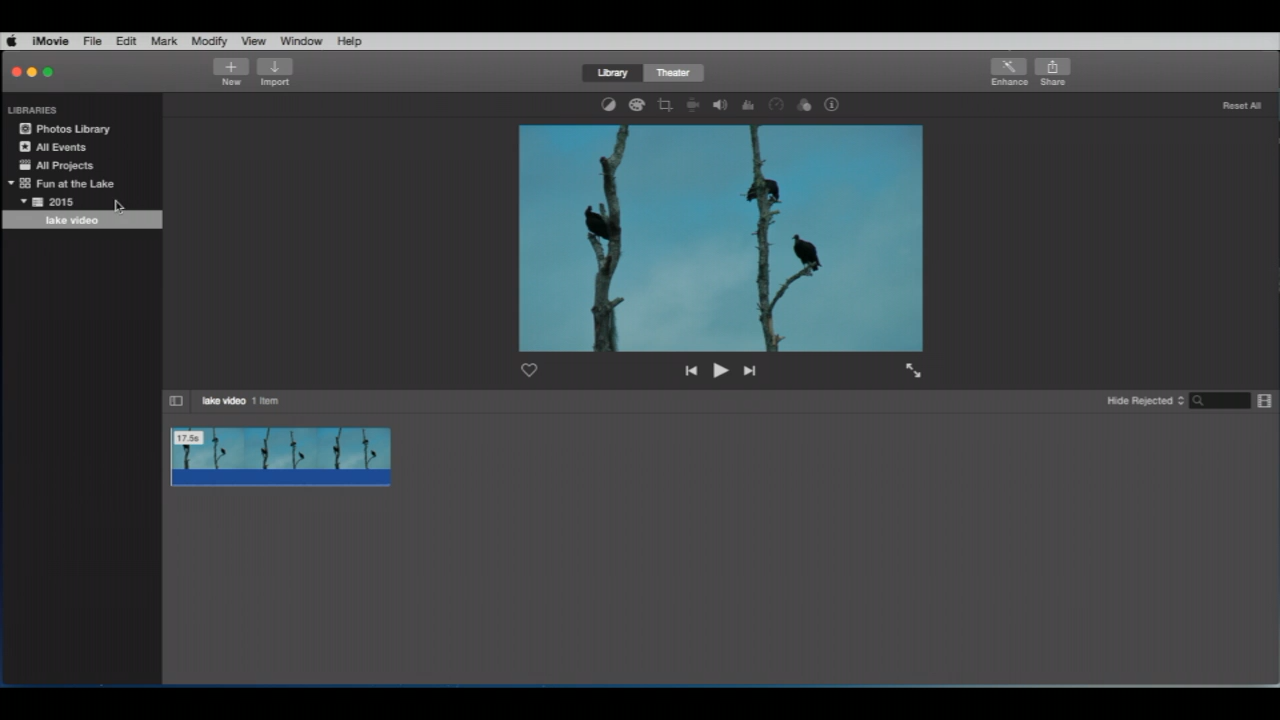 iMovie File Edit Mark Modify View Window Help
New Import Library Theater Enhance Share
LIBRARIES
Reset All
Photos Library
All Events
All Projects
Fun at the Lake
2015
lake video
lake video 1 Item Hide Rejected
17.5s